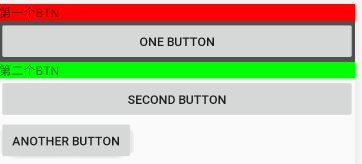 第一个BTN
ONE BUTTON
第二个BTN
SECOND BUTTON
ANOTHER BUTTON